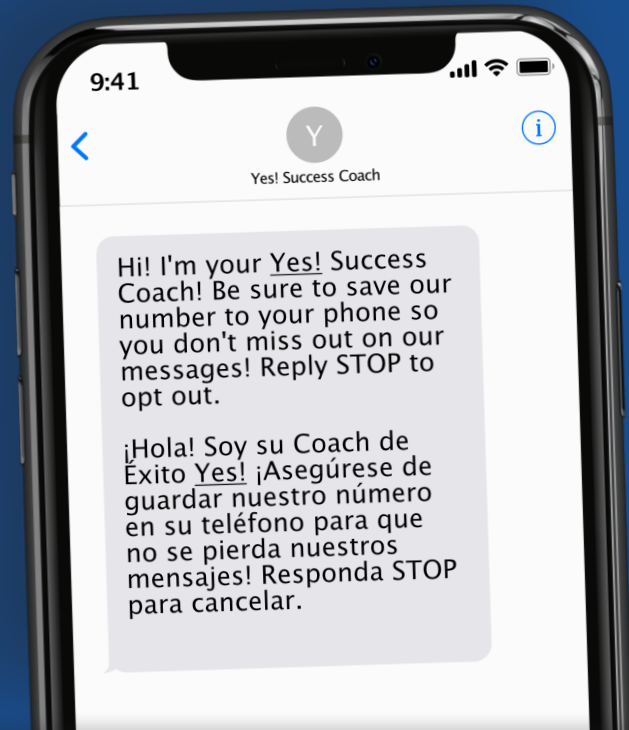 9:41
Y
i
Yes! Success Coach
Hi! I'm your Yes! Success
Coach! Be sure to save our
number to your phone so
you don't miss out on our
messages! Reply STOP to
opt out.
¡Hola! Soy su Coach de
Éxito Yes! ¡Asegúrese de
guardar nuestro número
en su teléfono para que
no se pierda nuestros
mensajes! Responda STOP
para cancelar.